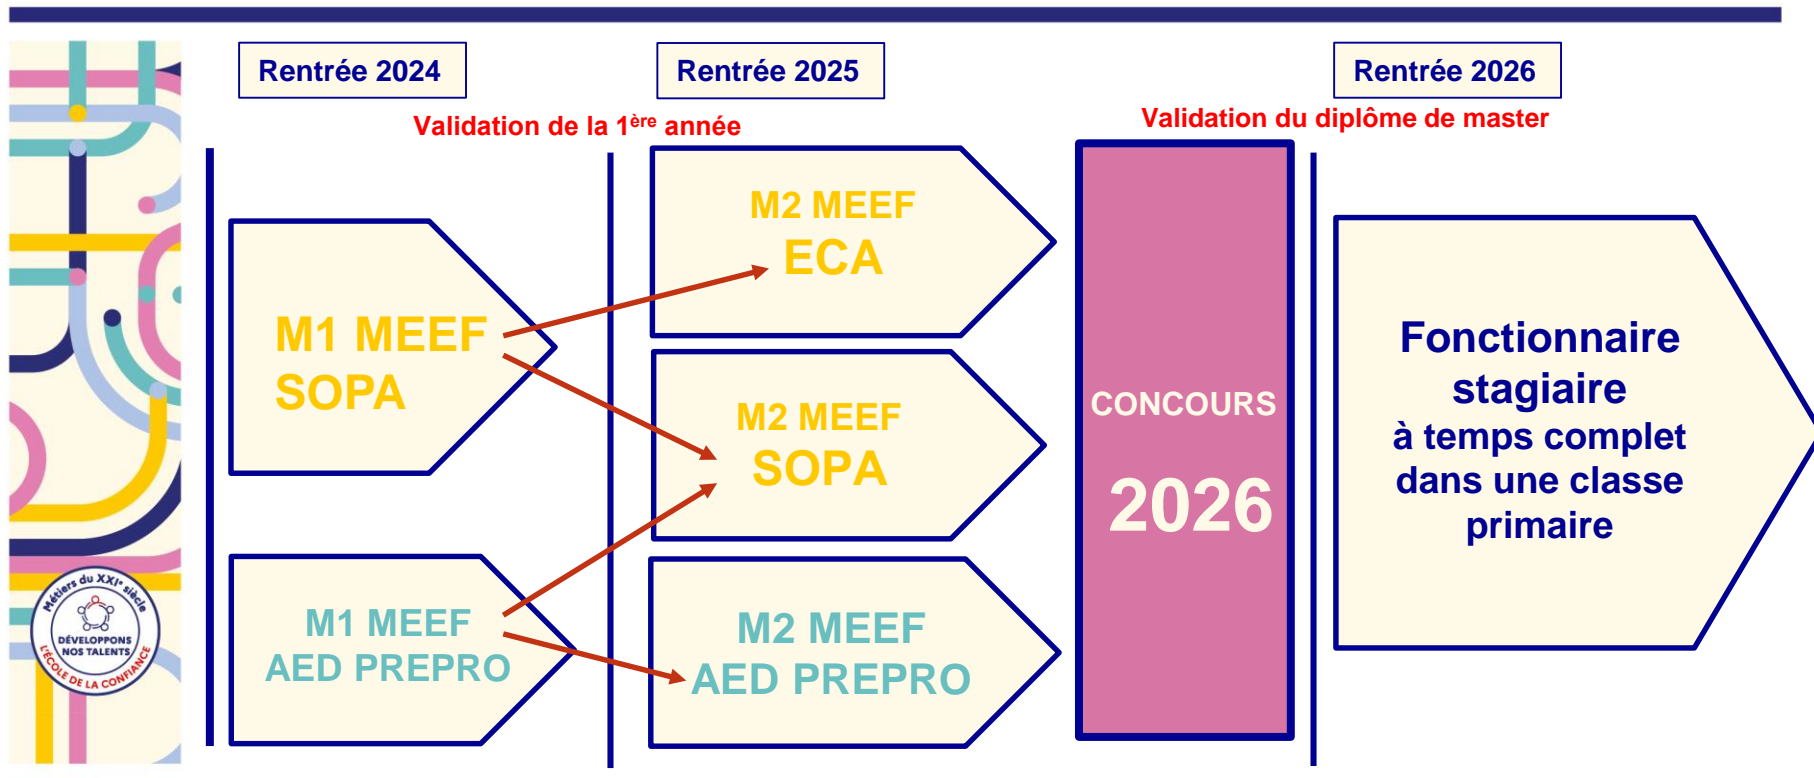 Rentrée 2024
Rentrée 2025
Rentrée 2026
Validation de la 1ère année
Validation du diplôme de master
M1 MEEF
SOPA
M1 MEEF
AED PREPRO
M2 MEEF
ECA
M2 MEEF
SOPA
M2 MEEF
AED PREPRO
CONCOURS
2026
Fonctionnaire
stagiaire
à temps complet
dans une classe
primaire
Métiers du XXIe siècle
DÉVELOPPONS
NOS TALENTS
L'ÉCOLE DE LA CONFIANCE